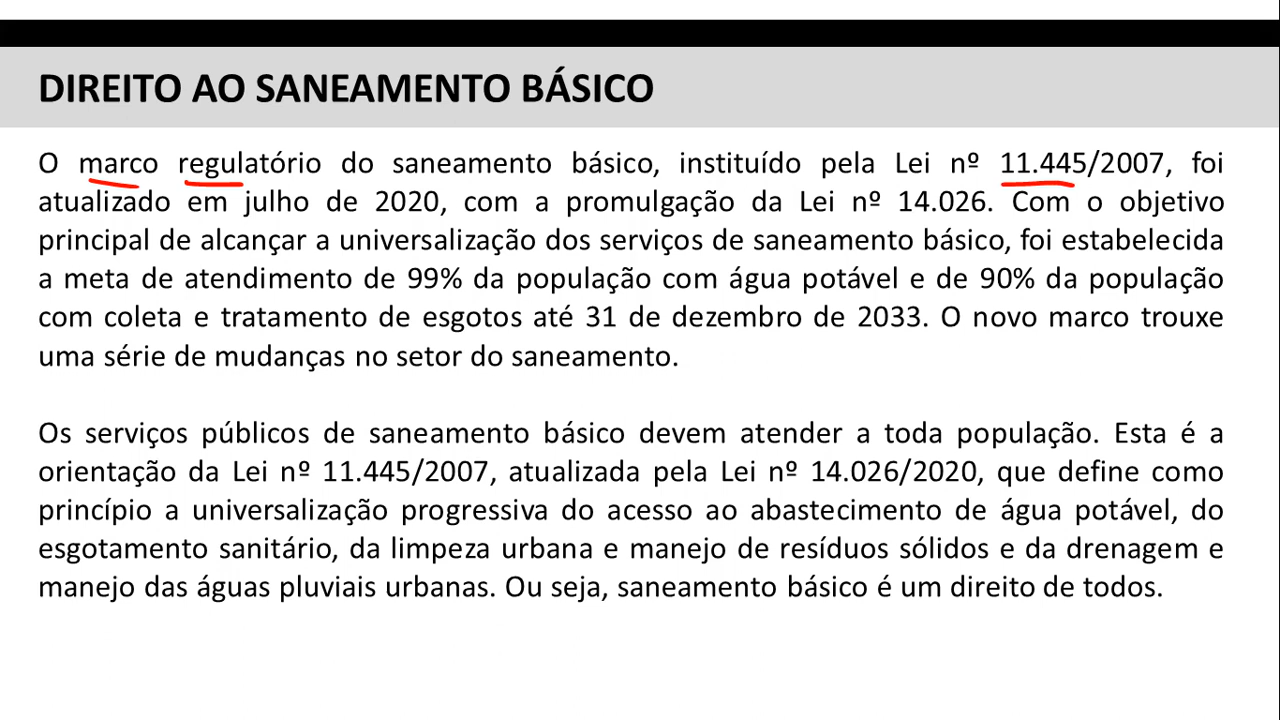 DIREITO AO SANEAMENTO BÁSICO
O marco regulatório do saneamento básico, instituído pela Lei nº 11.445/2007, foi
atualizado em julho de 2020, com a promulgação da Lei nº 14.026. Com o objetivo
principal de alcançar a universalização dos serviços de saneamento básico, foi estabelecida
a meta de atendimento de 99% da população com água potável e de 90% da população
com coleta e tratamento de esgotos até 31 de dezembro de 2033. O novo marco trouxe
uma série de mudanças no setor do saneamento.
Os serviços públicos de saneamento básico devem atender a toda população. Esta é a
orientação da Lei nº 11.445/2007, atualizada pela Lei nº 14.026/2020, que define como
princípio a universalização progressiva do acesso ao abastecimento de água potável, do
esgotamento sanitário, da limpeza urbana e manejo de resíduos sólidos e da drenagem e
manejo das águas pluviais urbanas. Ou seja, saneamento básico é um direito de todos.